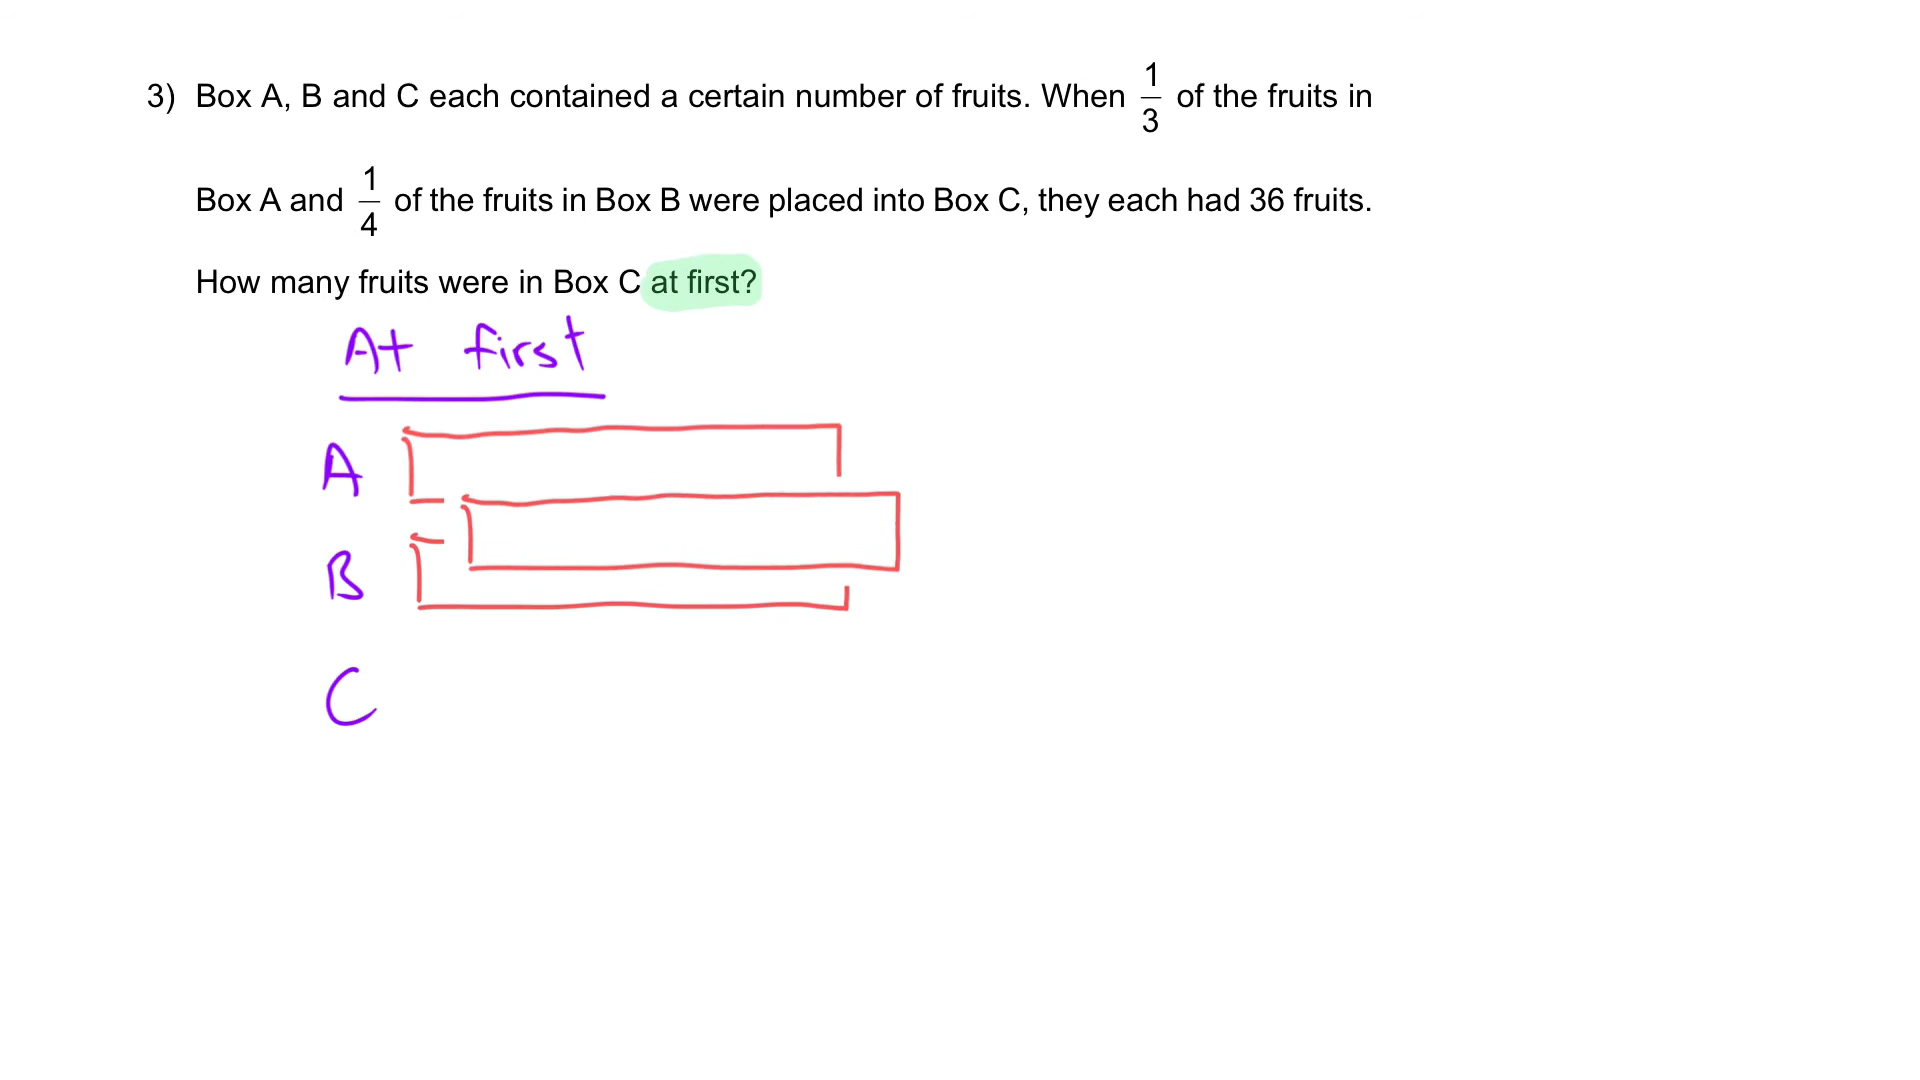 3) Box A, B and C each contained a certain number of fruits. When 1/3 of the fruits in
Box A and 1/4 of the fruits in Box B were placed into Box C, they each had 36 fruits.
How many fruits were in Box C at first?
At first
A
B
C